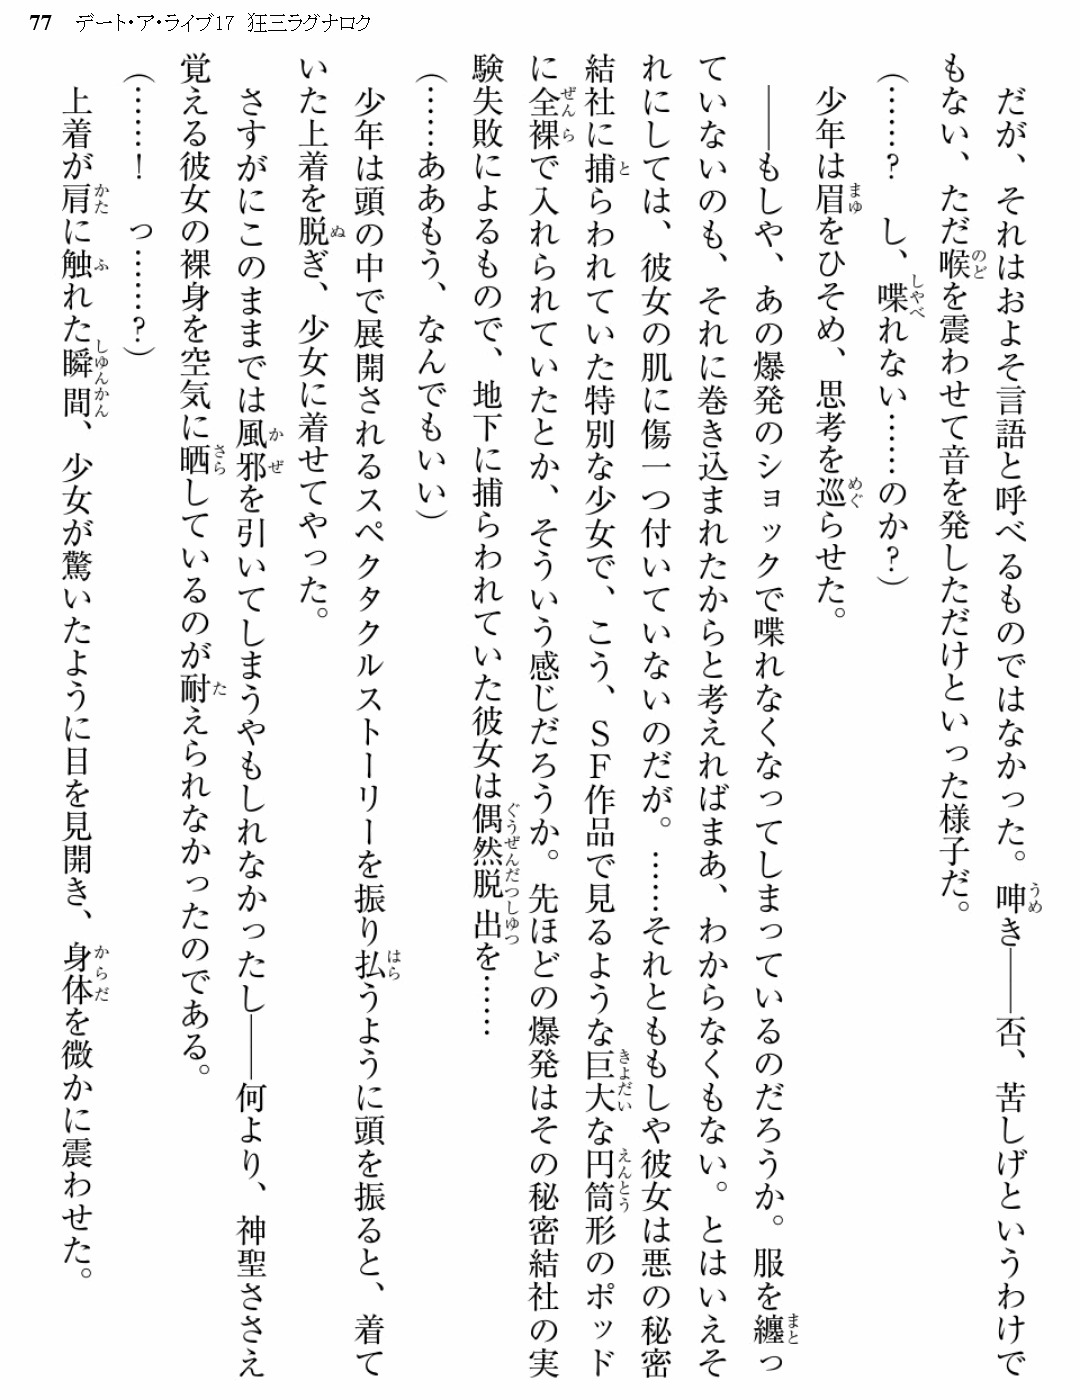 77 デート・ア・ライブ17 狂三ラグナロク
だが、それはおよそ言語と呼べるものではなかった。呻き――否、苦しげというわけで
もない、ただ喉を震わせて音を発しただけといった様子だ。
(……? し、喋れない……のか?)
少年は眉をひそめ、思考を巡らせた。
――もしや、あの爆発のショックで喋れなくなってしまっているのだろうか。服を纏っ
ていないのも、それに巻き込まれたからと考えればまあ、わからなくもない。とはいえそ
れにしては、彼女の肌に傷一つ付いていないのだが。……それとももしや彼女は悪の秘密
結社に捕らわれていた特別な少女で、こう、SF作品で見るような巨大な円筒形のポッド
に全裸で入れられていたとか、そういう感じだろうか。先ほどの爆発はその秘密結社の実
験失敗によるもので、地下に捕らわれていた彼女は偶然脱出を……
(……ああもう、なんでもいい)
少年は頭の中で展開されるスペクタクルストーリーを振り払うように頭を振ると、着て
いた上着を脱ぎ、少女に着せてやった。
さすがにこのままでは風邪を引いてしまうやもしれなかったし――何より、神聖ささえ
覚える彼女の裸身を空気に晒しているのが耐えられなかったのである。
(……! っ……?)
上着が肩に触れた瞬間、少女が驚いたように目を見開き、身体を微かに震わせた。